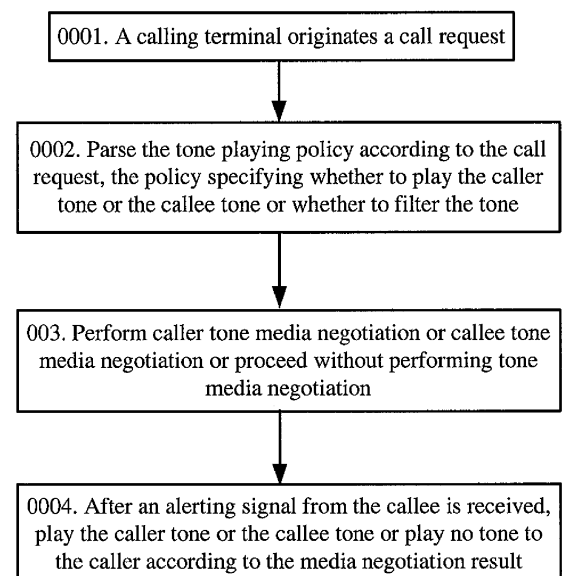 0001. A calling terminal originates a call request
0002. Parse the tone playing policy according to the call
request, the policy specifying whether to play the caller
tone or the callee tone or whether to filter the tone
003. Perform caller tone media negotiation or callee tone
media negotiation or proceed without performing tone
media negotiation
0004. After an alerting signal from the callee is received,
play the caller tone or the callee tone or play no tone to
the caller according to the media negotiation result